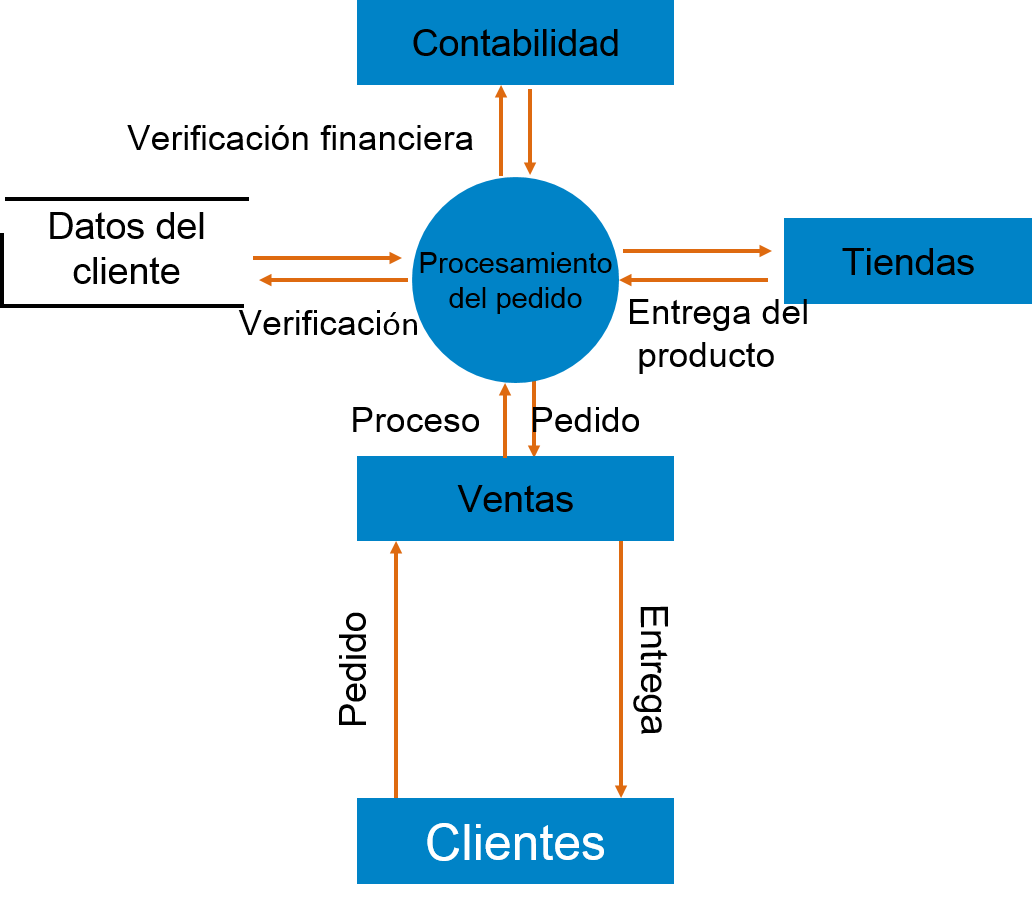 Contabilidad
Verificación financiera
Datos del
cliente
Procesamiento
del pedido
Tiendas
Verificación
Entrega del
producto
Proceso
Pedido
Ventas
Pedido
Entrega
Clientes